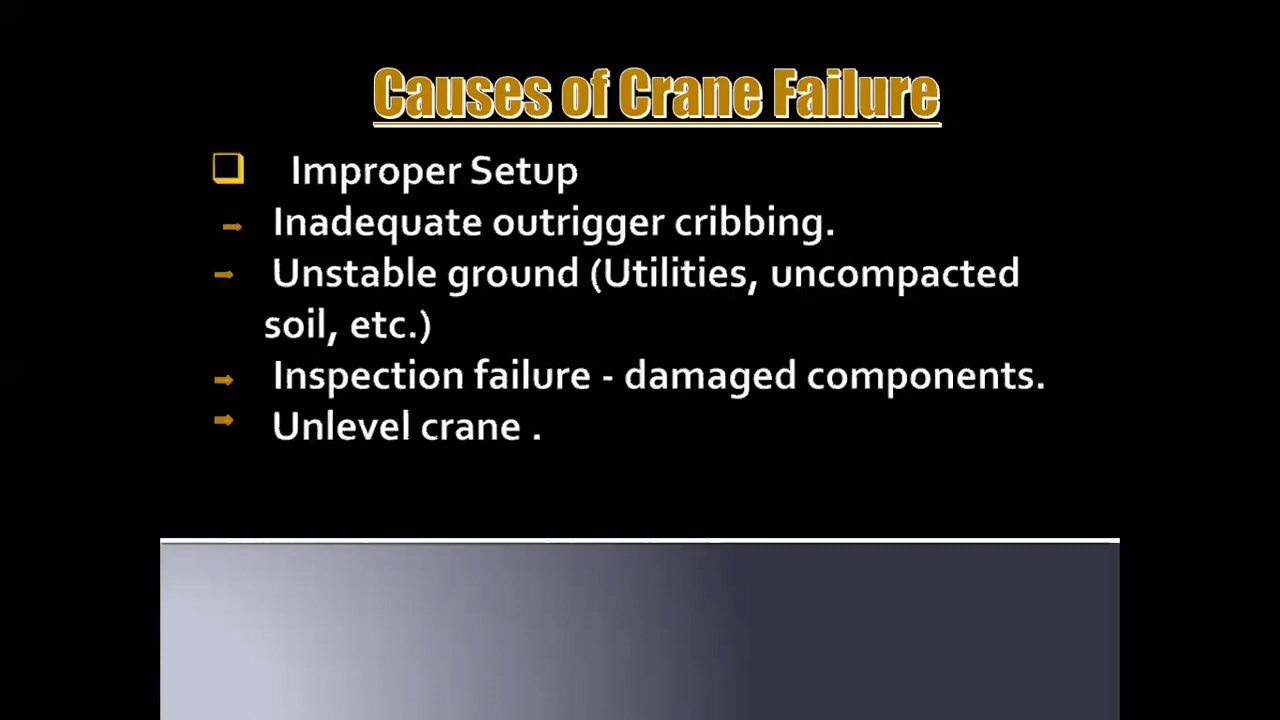 Causes of Crane Failure
Improper Setup
Inadequate outrigger cribbing.
Unstable ground (Utilities, uncompacted
soil, etc.)
Inspection failure - damaged components.
Unlevel crane .